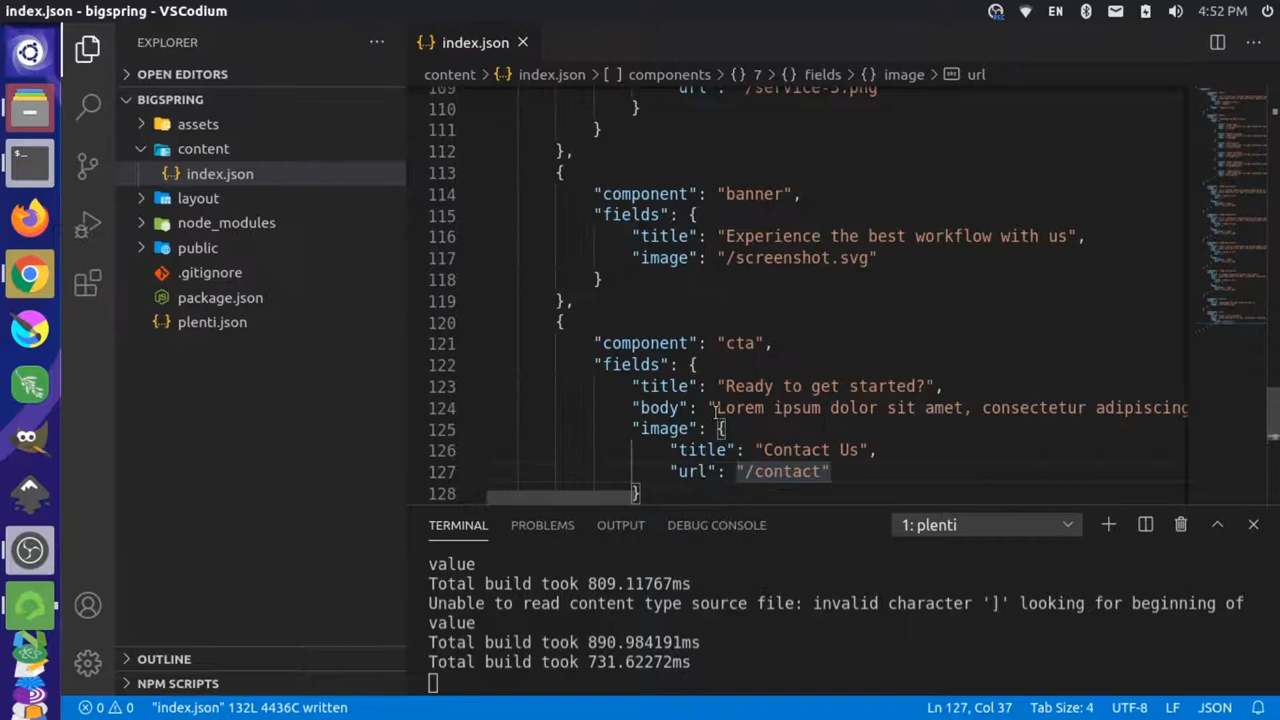 index.json - bigspring - VSCodium
EN
4:52 PM
EXPLORER
OPEN EDITORS
BIGSPRING
assets
content
index.json
layout
node_modules
public
.gitignore
package.json
plenti.json
OUTLINE
NPM SCRIPTS
index.json
content > index.json > [ ] components > {} 7 > {} fields > {} image > url
109 "url": "/service-3.png"
110 }
111 }
112 },
113 {
114 "component": "banner",
115 "fields": {
116 "title": "Experience the best workflow with us",
117 "image": "/screenshot.svg"
118 }
119 },
120 {
121 "component": "cta",
122 "fields": {
123 "title": "Ready to get started?",
124 "body": "Lorem ipsum dolor sit amet, consectetur adipiscing
125 "image": {
126 "title": "Contact Us",
127 "url": "/contact"
128 }
TERMINAL PROBLEMS OUTPUT DEBUG CONSOLE 1: plenti
value
Total build took 809.11767ms
Unable to read content type source file: invalid character ']' looking for beginning of
value
Total build took 890.984191ms
Total build took 731.62272ms
0 0 "index.json" 132L 4436C written Ln 127, Col 37 Tab Size: 4 UTF-8 LF JSON